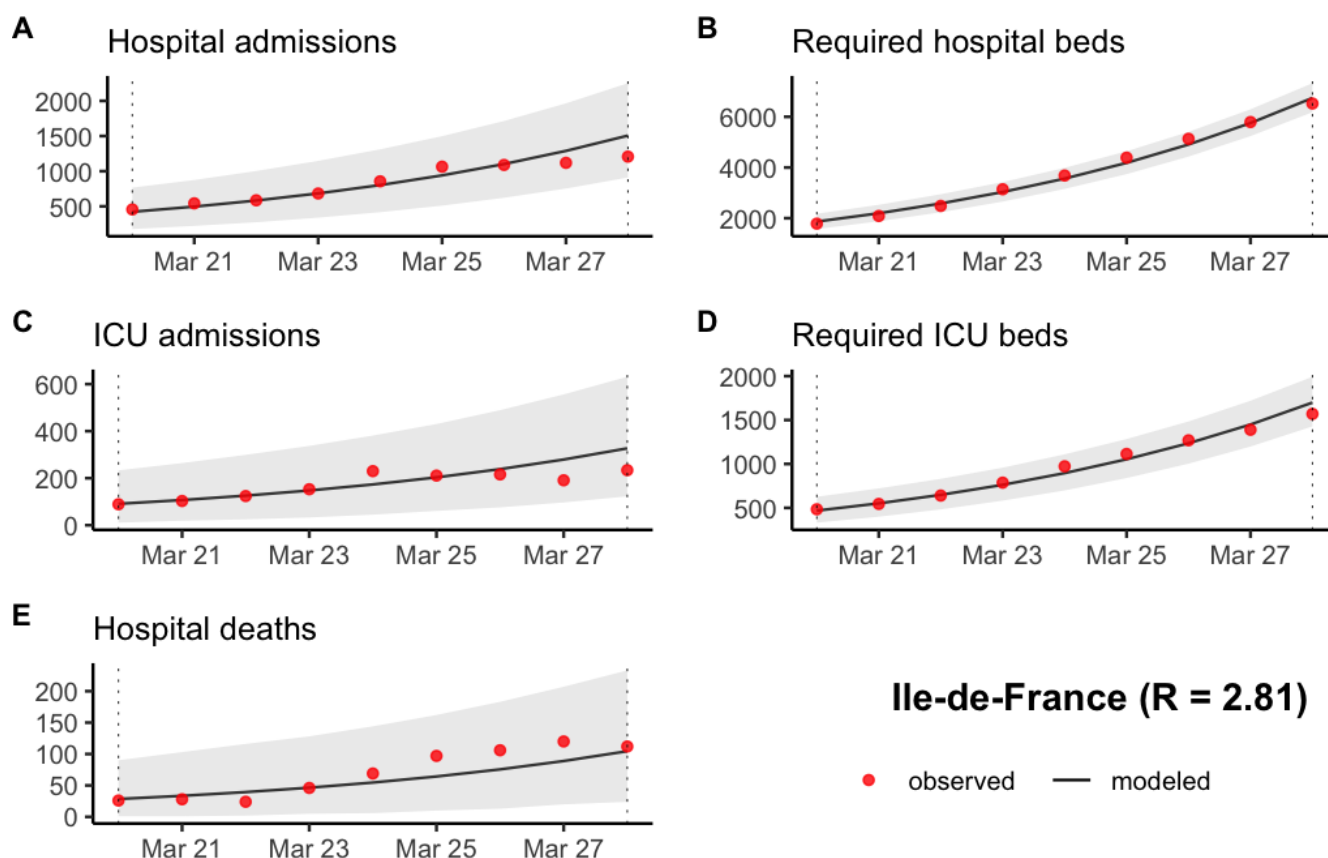 A
Hospital admissions
2000
1500
1000
500
Mar 21 Mar 23 Mar 25 Mar 27
B
Required hospital beds
6000
4000
2000
Mar 21 Mar 23 Mar 25 Mar 27
C
ICU admissions
600
400
200
0
Mar 21 Mar 23 Mar 25 Mar 27
D
Required ICU beds
2000
1500
1000
500
Mar 21 Mar 23 Mar 25 Mar 27
E
Hospital deaths
200
150
100
50
0
Mar 21 Mar 23 Mar 25 Mar 27
Ile-de-France (R = 2.81)
observed modeled